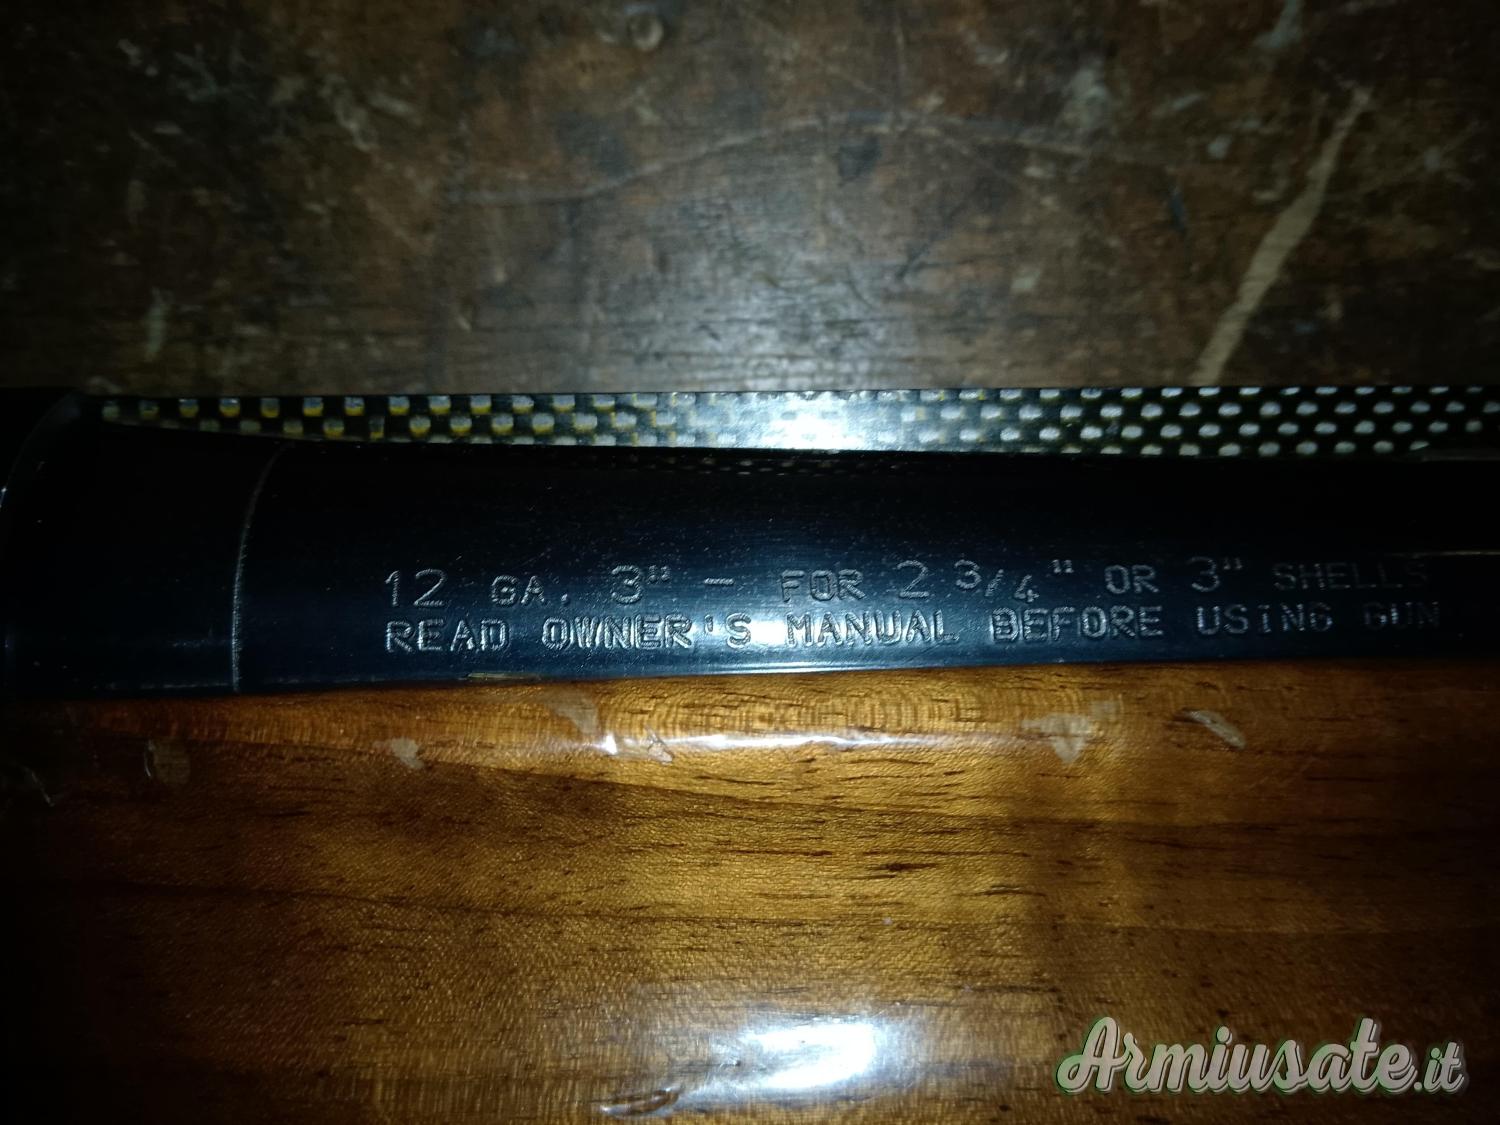 12 GA. 3" - FOR 2 3/4" OR 3" SHELLS
READ OWNER'S MANUAL BEFORE USING GUN
Armiusate.it